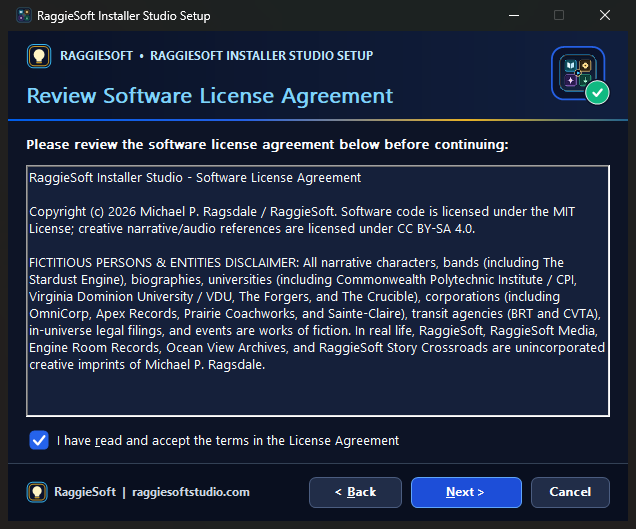 RaggieSoft Installer Studio Setup
RAGGIESOFT • RAGGIESOFT INSTALLER STUDIO SETUP
Review Software License Agreement
Please review the software license agreement below before continuing:
RaggieSoft Installer Studio - Software License Agreement
Copyright (c) 2026 Michael P. Ragsdale / RaggieSoft. Software code is licensed under the MIT
License; creative narrative/audio references are licensed under CC BY-SA 4.0.
FICTITIOUS PERSONS & ENTITIES DISCLAIMER: All narrative characters, bands (including The
Stardust Engine), biographies, universities (including Commonwealth Polytechnic Institute / CPI,
Virginia Dominion University / VDU, The Forgers, and The Crucible), corporations (including
OmniCorp, Apex Records, Prairie Coachworks, and Sainte-Claire), transit agencies (BRT and CVTA),
in-universe legal filings, and events are works of fiction. In real life, RaggieSoft, RaggieSoft Media,
Engine Room Records, Ocean View Archives, and RaggieSoft Story Crossroads are unincorporated
creative imprints of Michael P. Ragsdale.
I have read and accept the terms in the License Agreement
RaggieSoft | raggiesoftstudio.com
< Back
Next >
Cancel